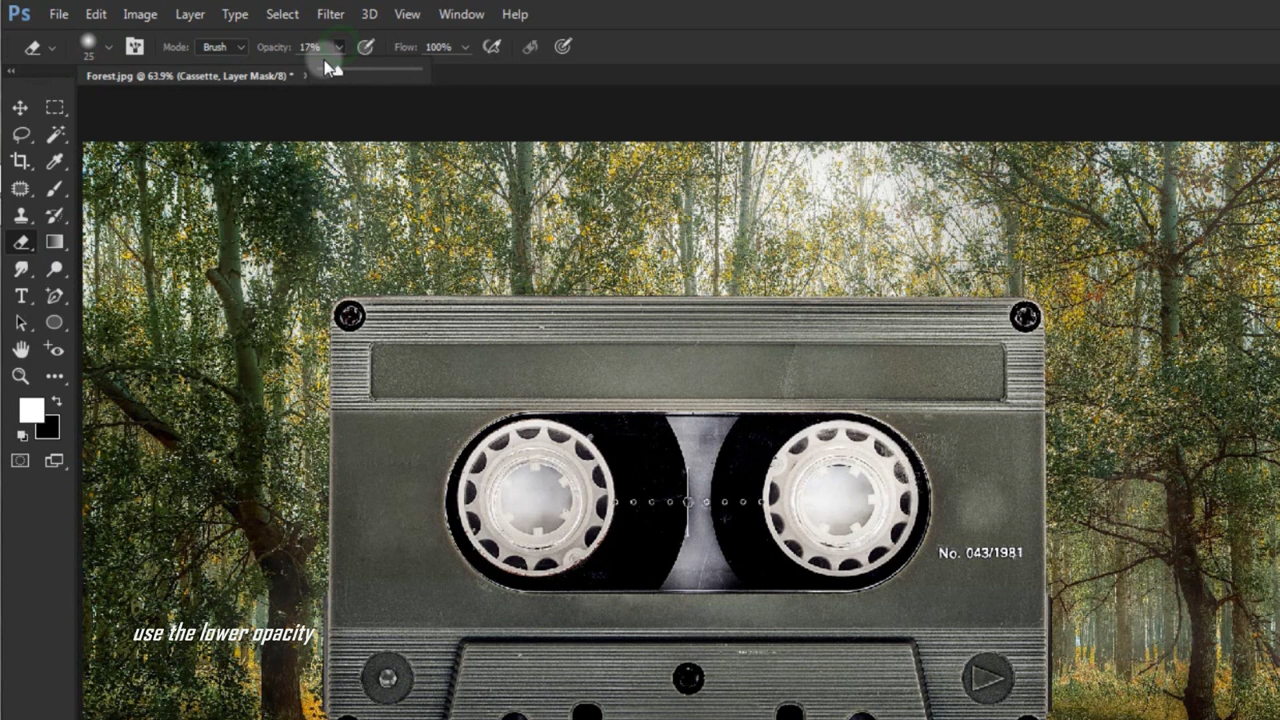 Ps File Edit Image Layer Type Select Filter 3D View Window Help
25 Mode: Brush Opacity: 17% Flow: 100%
Forest.jpg @ 63.9% (Cassette, Layer Mask/8) *
No. 043/1981
use the lower opacity